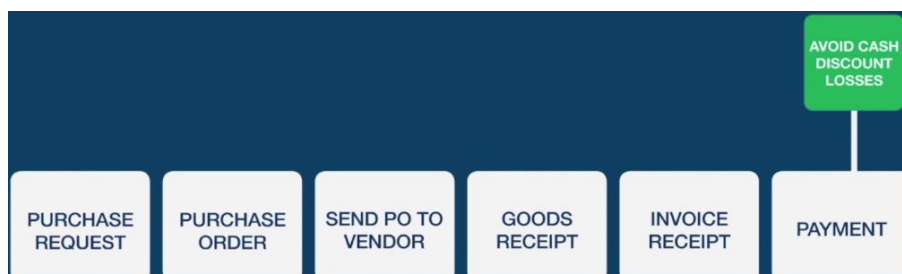 AVOID CASH
DISCOUNT
LOSSES
PURCHASE
REQUEST
PURCHASE
ORDER
SEND PO TO
VENDOR
GOODS
RECEIPT
INVOICE
RECEIPT
PAYMENT